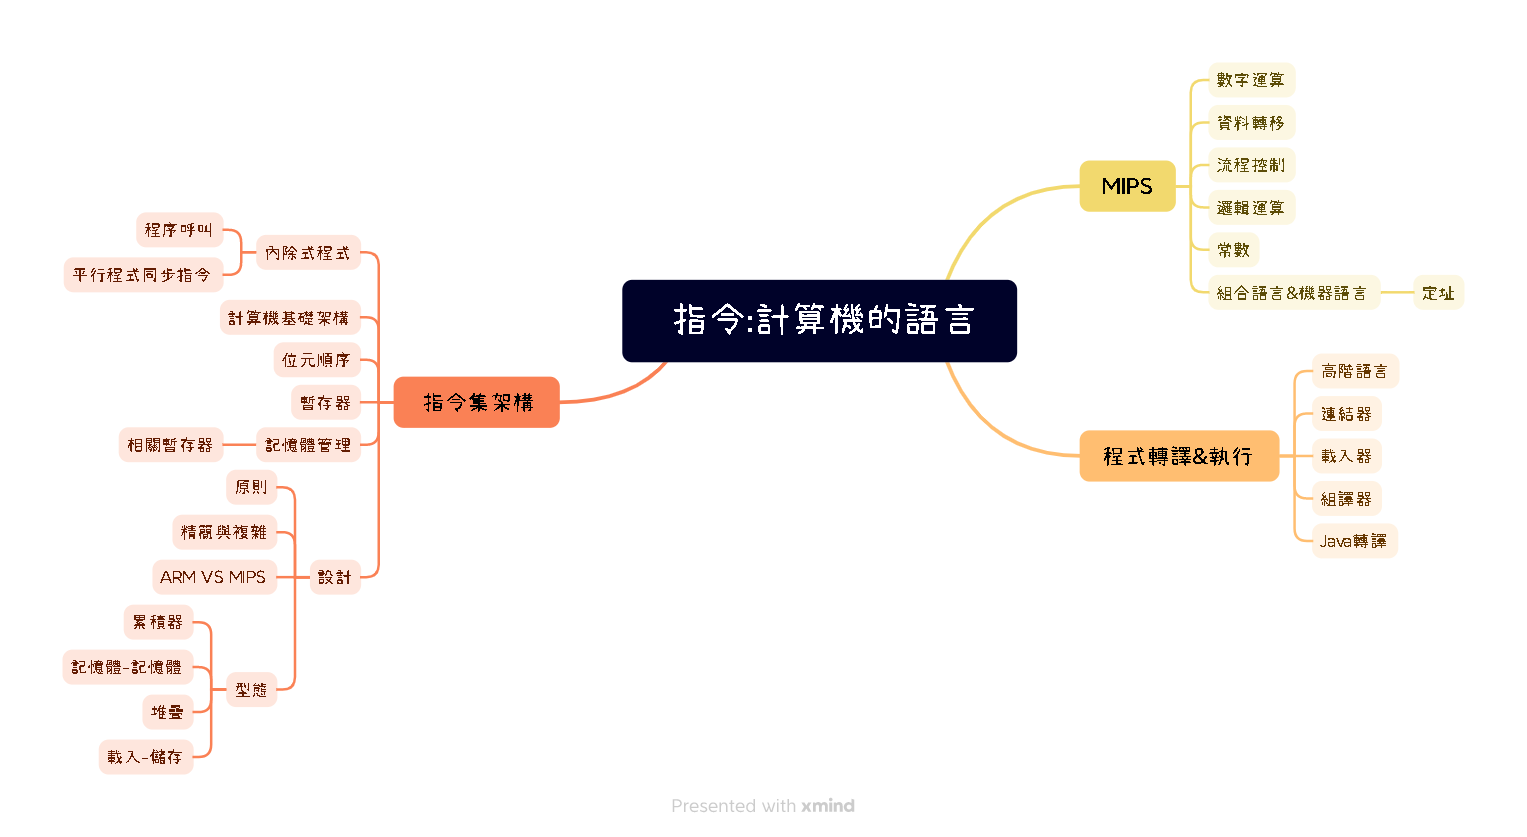 指令:計算機的語言
MIPS
數字運算
資料轉移
流程控制
邏輯運算
常數
組合語言&機器語言
定址
程式轉譯&執行
高階語言
連結器
載入器
組譯器
Java轉譯
指令集架構
內除式程式
程序呼叫
平行程式同步指令
計算機基礎架構
位元順序
暫存器
記憶體管理
相關暫存器
設計
原則
精簡與複雜
ARM VS MIPS
型態
累積器
記憶體-記憶體
堆疊
載入-儲存
Presented with xmind